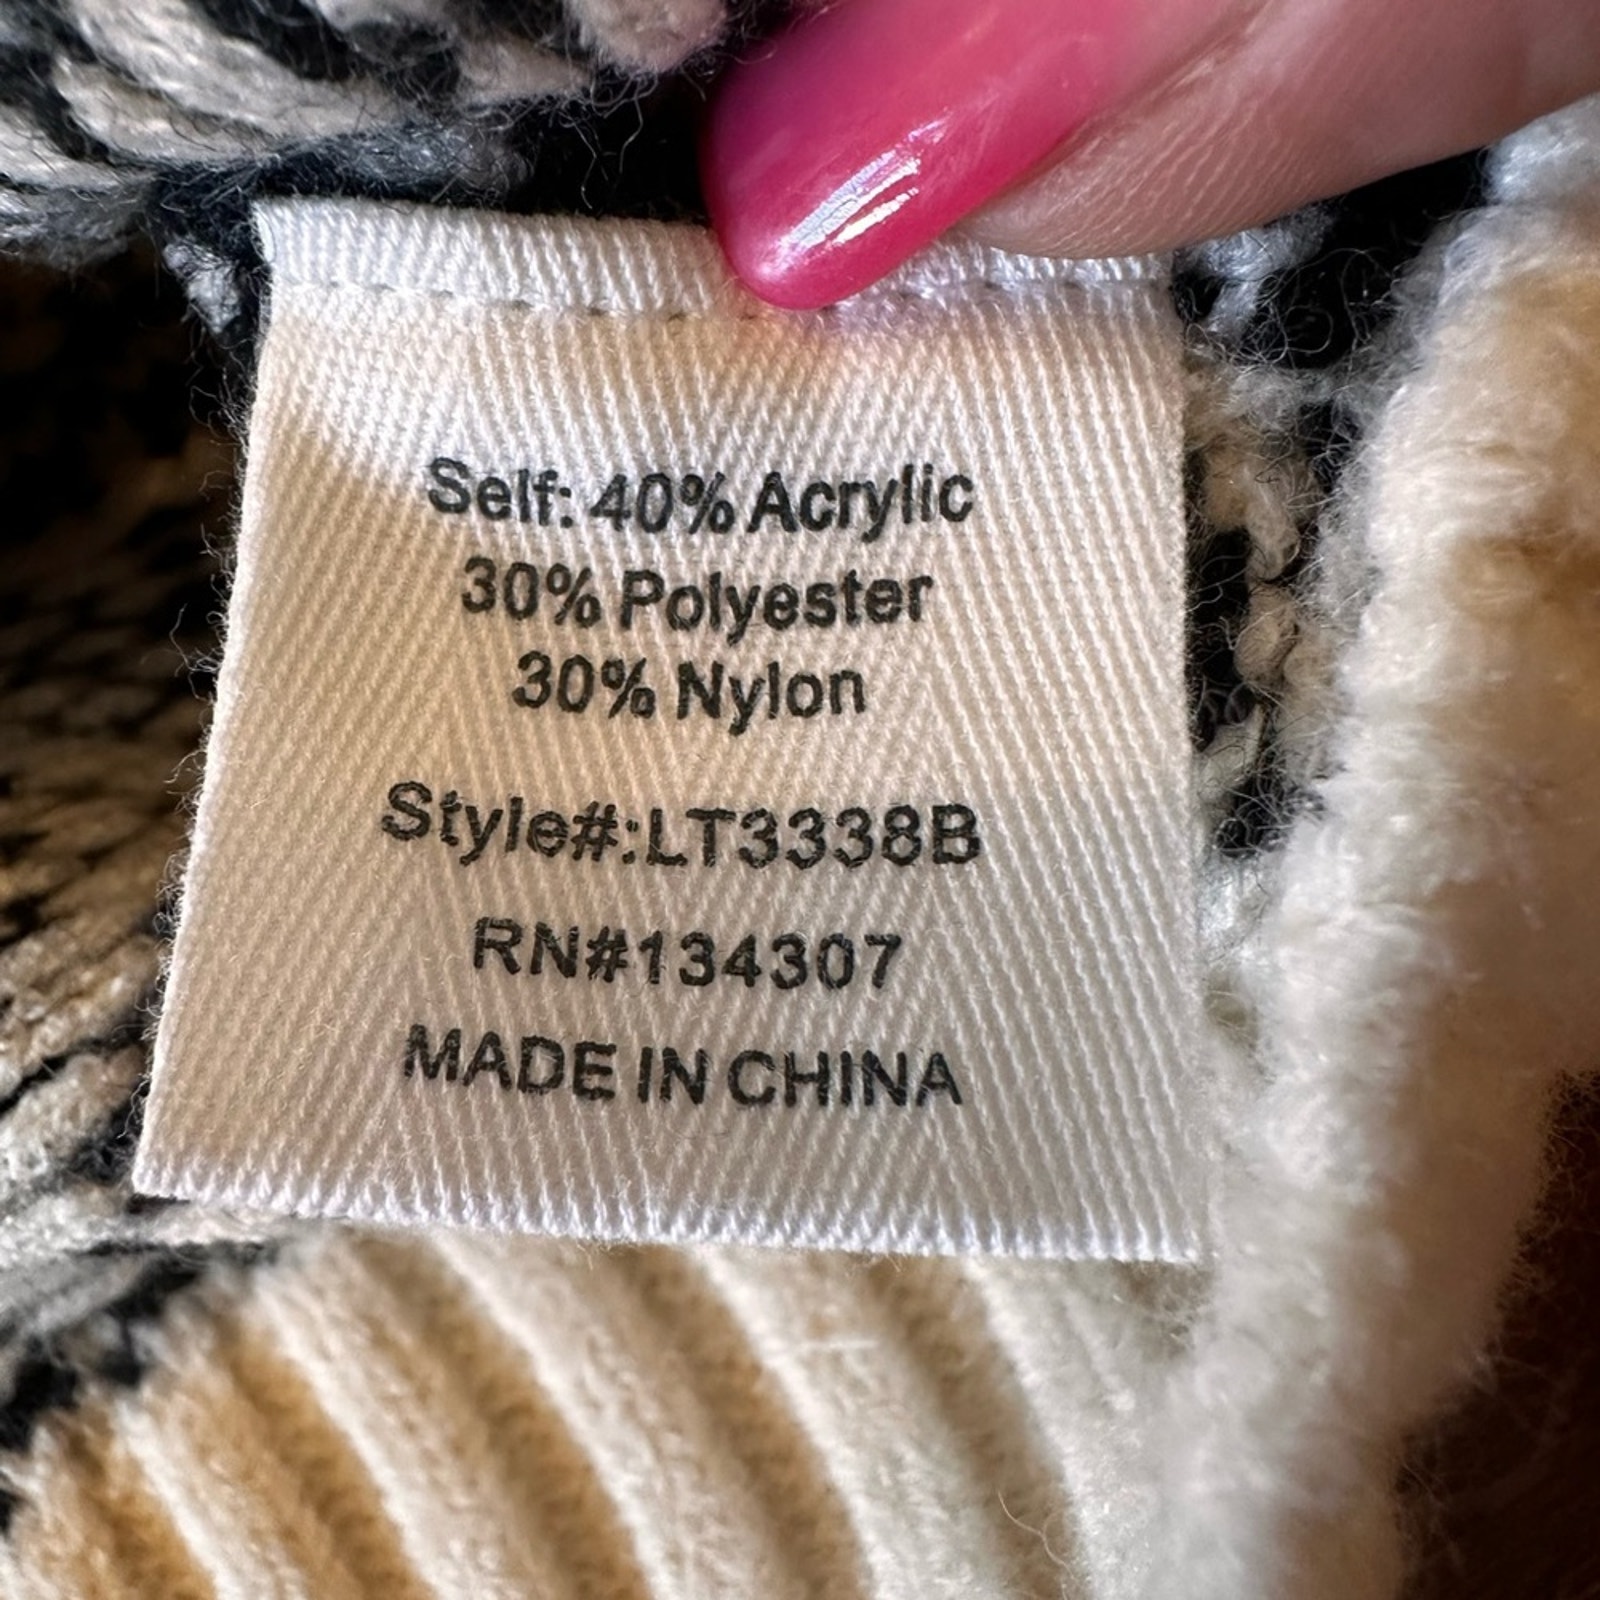 Self: 40% Acrylic
30% Polyester
30% Nylon
Style#:LT3338B
RN#134307
MADE IN CHINA